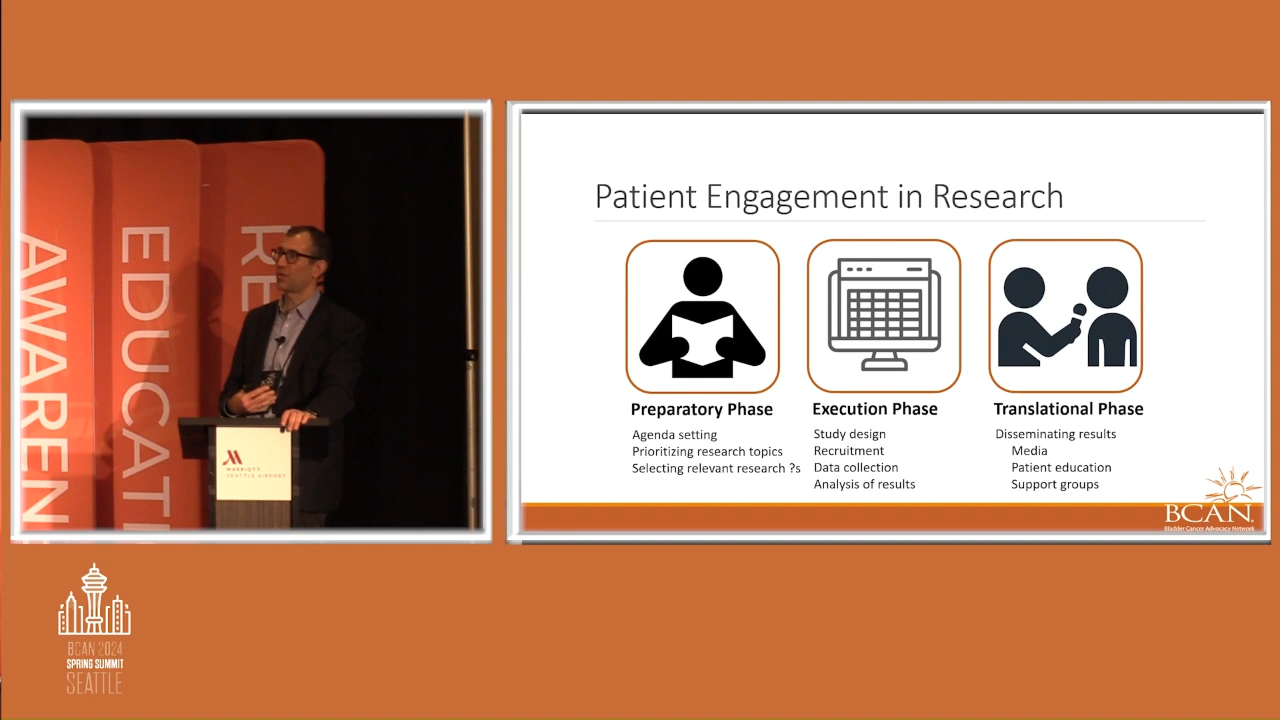 AWAREN
EDUCATI
RE
MARRIOTT
SEATTLE AIRPORT
Patient Engagement in Research
Preparatory Phase
Agenda setting
Prioritizing research topics
Selecting relevant research ?s
Execution Phase
Study design
Recruitment
Data collection
Analysis of results
Translational Phase
Disseminating results
Media
Patient education
Support groups
BCAN
Bladder Cancer Advocacy Network
BCAN 2024
SPRING SUMMIT
SEATTLE